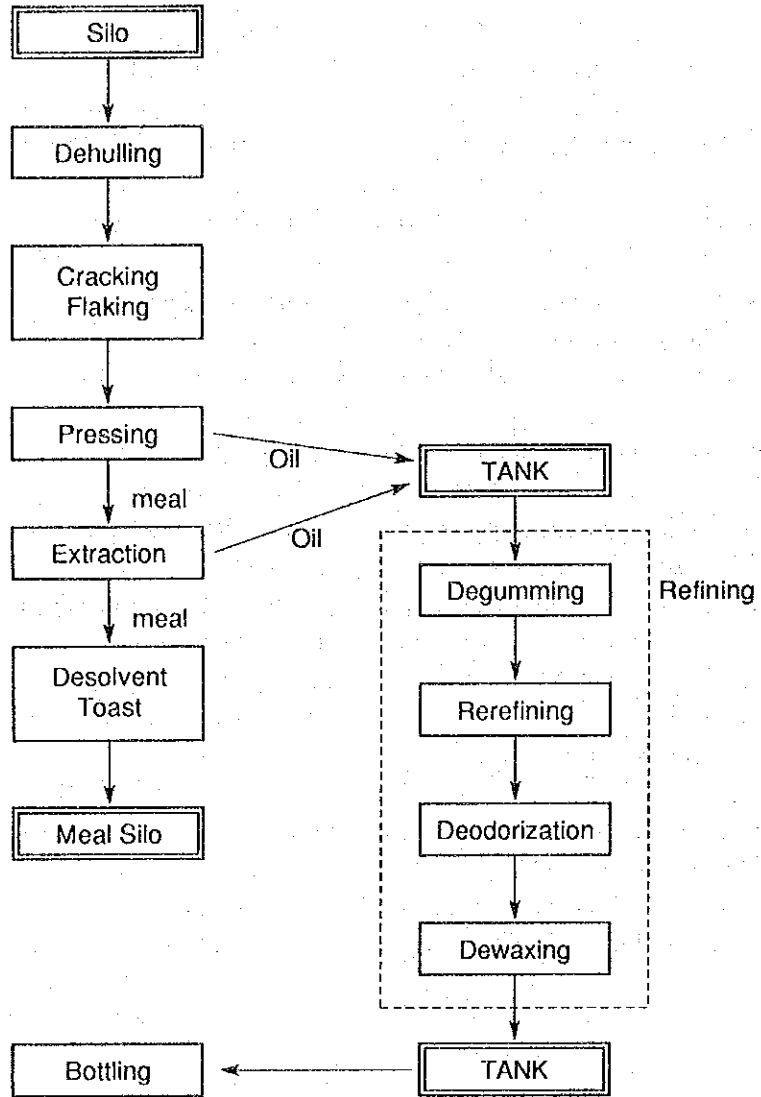 Silo
Dehulling
Cracking
Flaking
Pressing
Oil
TANK
meal
Extraction
Oil
Degumming
Refining
meal
Desolvent
Toast
Rerefining
Meal Silo
Deodorization
Dewaxing
Bottling
TANK